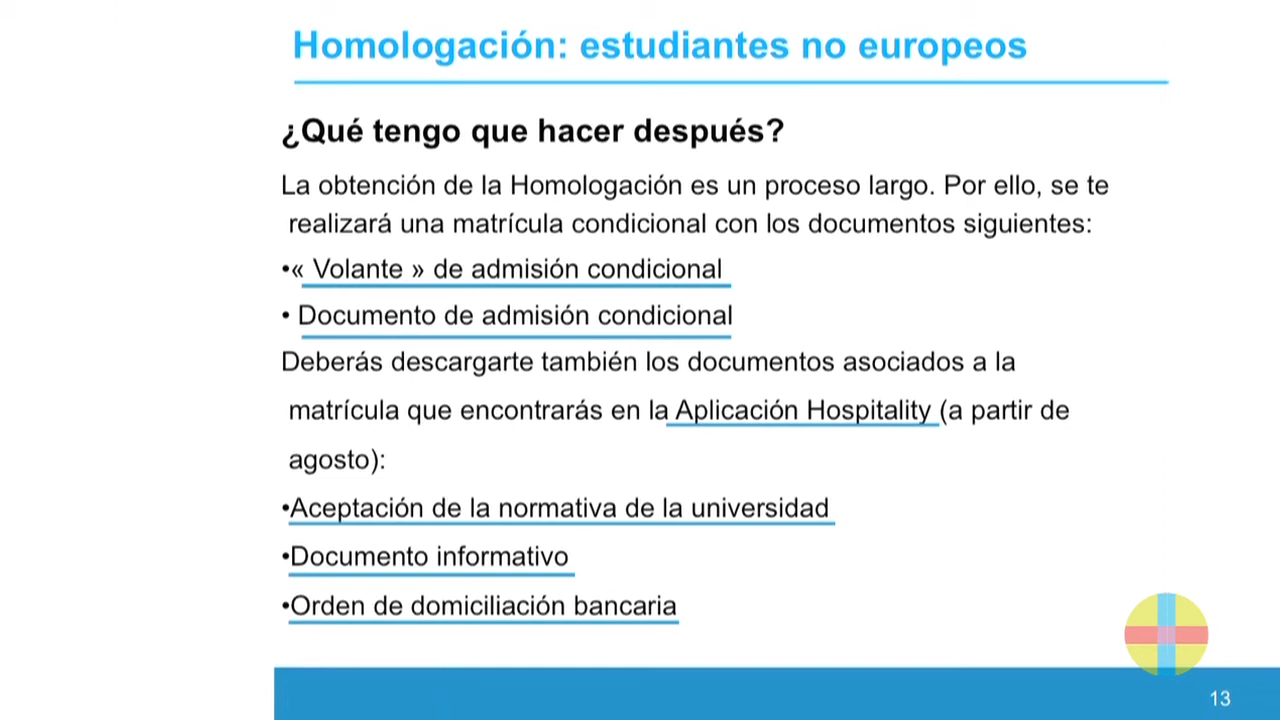 Homologación: estudiantes no europeos
¿Qué tengo que hacer después?
La obtención de la Homologación es un proceso largo. Por ello, se te
realizará una matrícula condicional con los documentos siguientes:
•« Volante » de admisión condicional
• Documento de admisión condicional
Deberás descargarte también los documentos asociados a la
matrícula que encontrarás en la Aplicación Hospitality (a partir de
agosto):
•Aceptación de la normativa de la universidad
•Documento informativo
•Orden de domiciliación bancaria
13